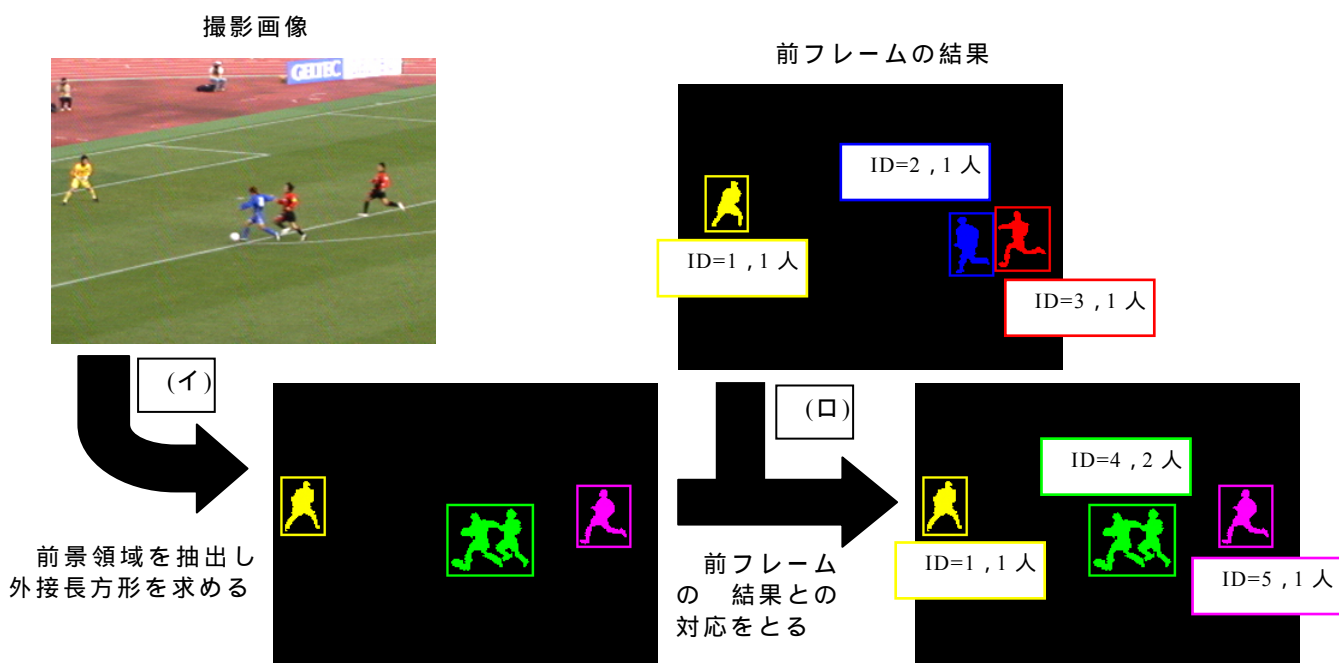 撮影画像
前フレームの結果
GELTEC
ID=2 , 1 人
ID=1 , 1 人
ID=3 , 1 人
(イ)
(ロ)
ID=4 , 2 人
前景領域を抽出し
外接長方形を求める
前フレーム
の 結果との
対応をとる
ID=1 , 1 人
ID=5 , 1 人